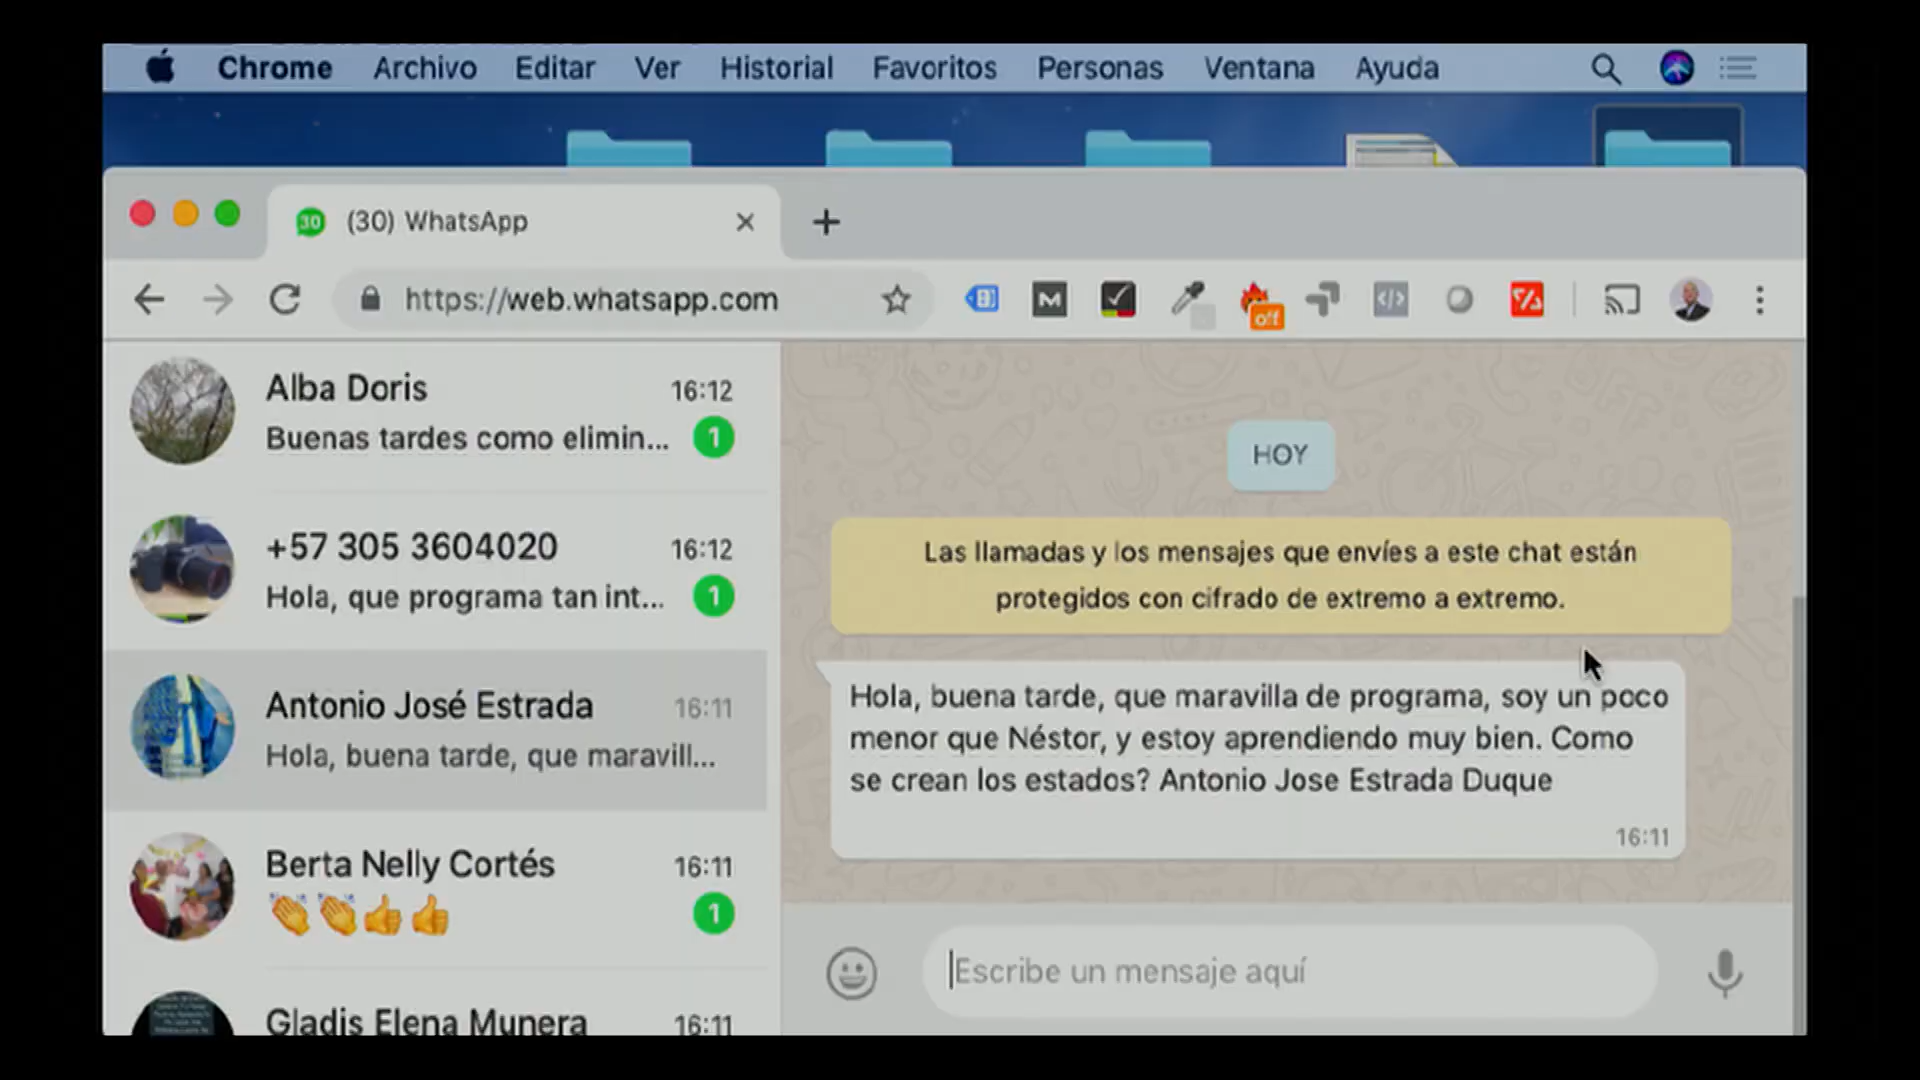 Chrome Archivo Editar Ver Historial Favoritos Personas Ventana Ayuda
30 (30) WhatsApp
https://web.whatsapp.com
off
Alba Doris 16:12
Buenas tardes como elimin... 1
+57 305 3604020 16:12
Hola, que programa tan int... 1
Antonio José Estrada 16:11
Hola, buena tarde, que maravill...
Berta Nelly Cortés 16:11
1
Gladis Elena Munera 16:11
HOY
Las llamadas y los mensajes que envíes a este chat están
protegidos con cifrado de extremo a extremo.
Hola, buena tarde, que maravilla de programa, soy un poco
menor que Néstor, y estoy aprendiendo muy bien. Como
se crean los estados? Antonio Jose Estrada Duque
16:11
Escribe un mensaje aquí